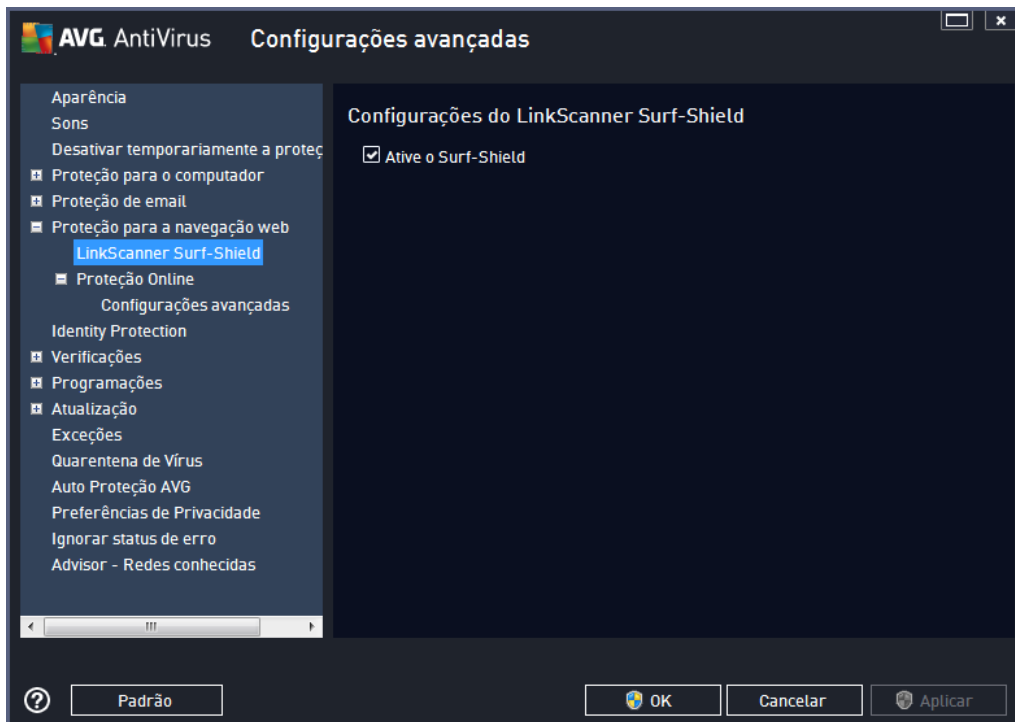 AVG. AntiVirus
Configurações avançadas
Aparência
Sons
Desativar temporariamente a proteç
Proteção para o computador
Proteção de email
Proteção para a navegação web
LinkScanner Surf-Shield
Proteção Online
Configurações avançadas
Identity Protection
Verificações
Programações
Atualização
Exceções
Quarentena de Vírus
Auto Proteção AVG
Preferências de Privacidade
Ignorar status de erro
Advisor - Redes conhecidas
Configurações do LinkScanner Surf-Shield
Ative o Surf-Shield
Padrão
OK
Cancelar
Aplicar